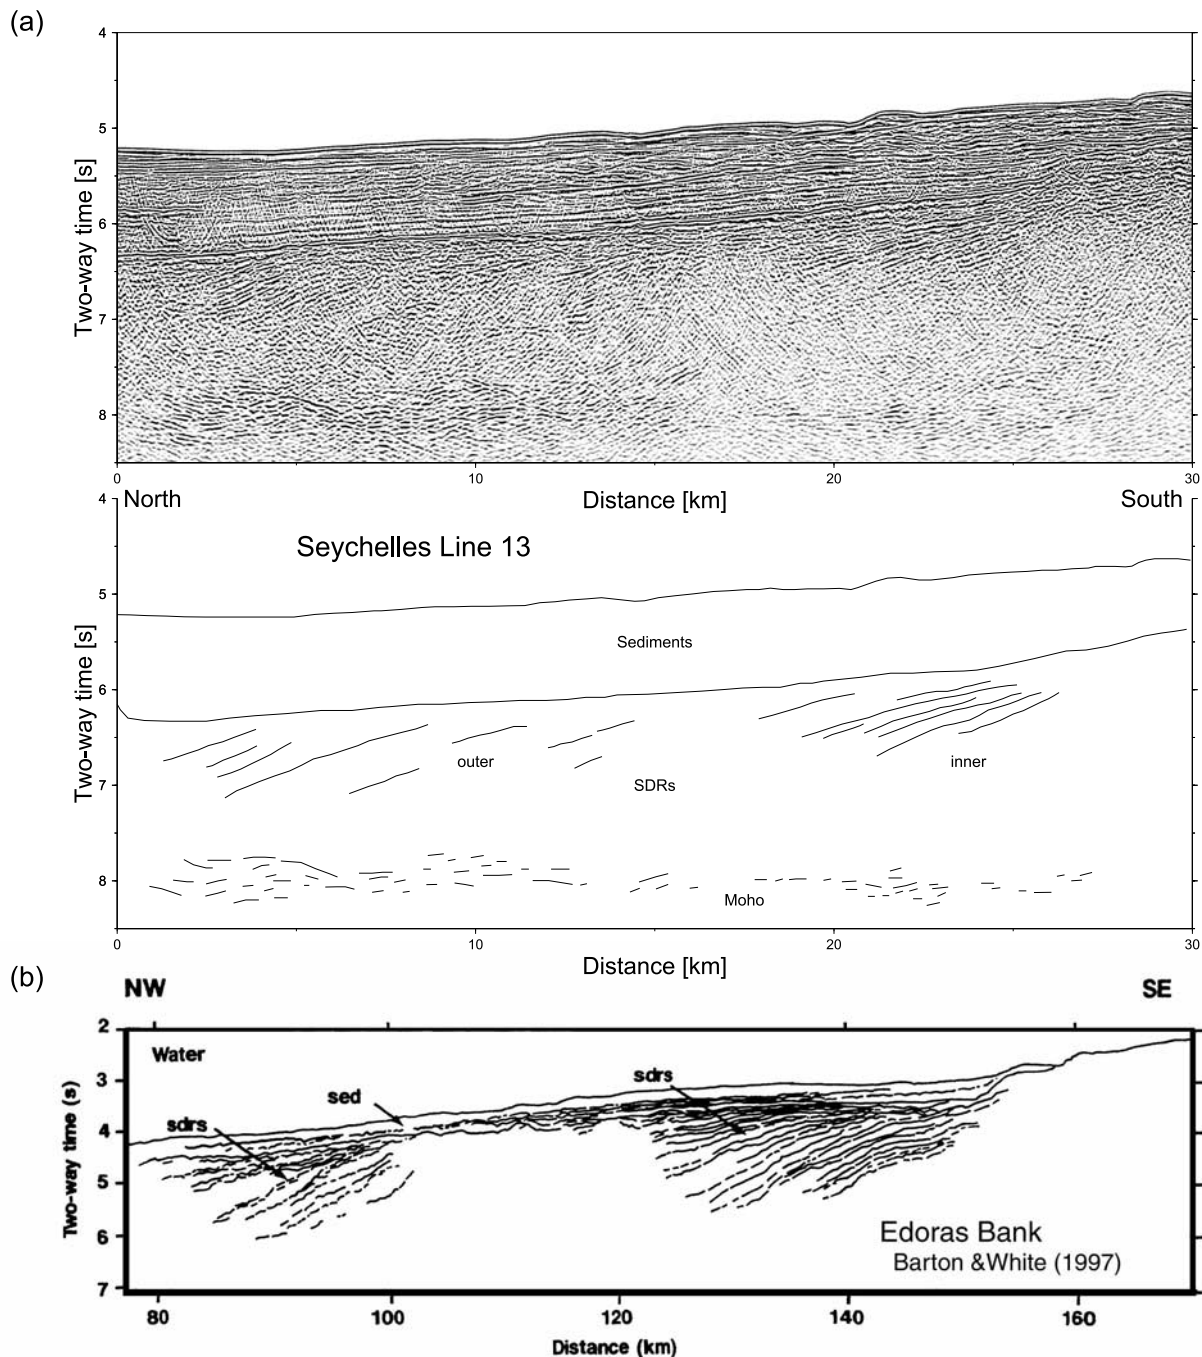 (a)
4
5
6
7
8
Two-way time [s]
0
10
20
30
Distance [km]
North
South
4
5
6
7
8
Two-way time [s]
Seychelles Line 13
Sediments
outer
inner
SDRs
Moho
0
10
20
30
Distance [km]
(b)
NW
SE
2
3
4
5
6
7
Two-way time (s)
Water
sed
sdrs
sdrs
Edoras Bank
Barton &White (1997)
80
100
120
140
160
Distance (km)